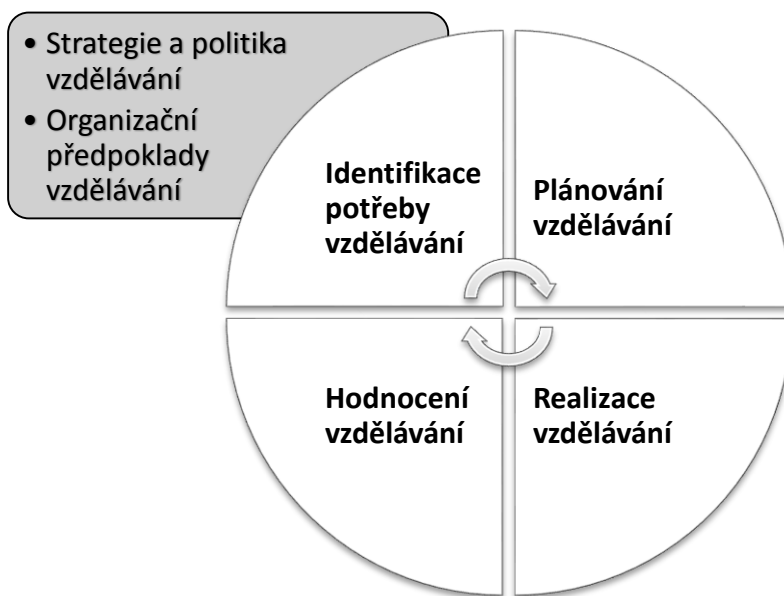 • Strategie a politika
vzdělávání
• Organizační
předpoklady
vzdělávání
Identifikace
potřeby
vzdělávání
Plánování
vzdělávání
Hodnocení
vzdělávání
Realizace
vzdělávání